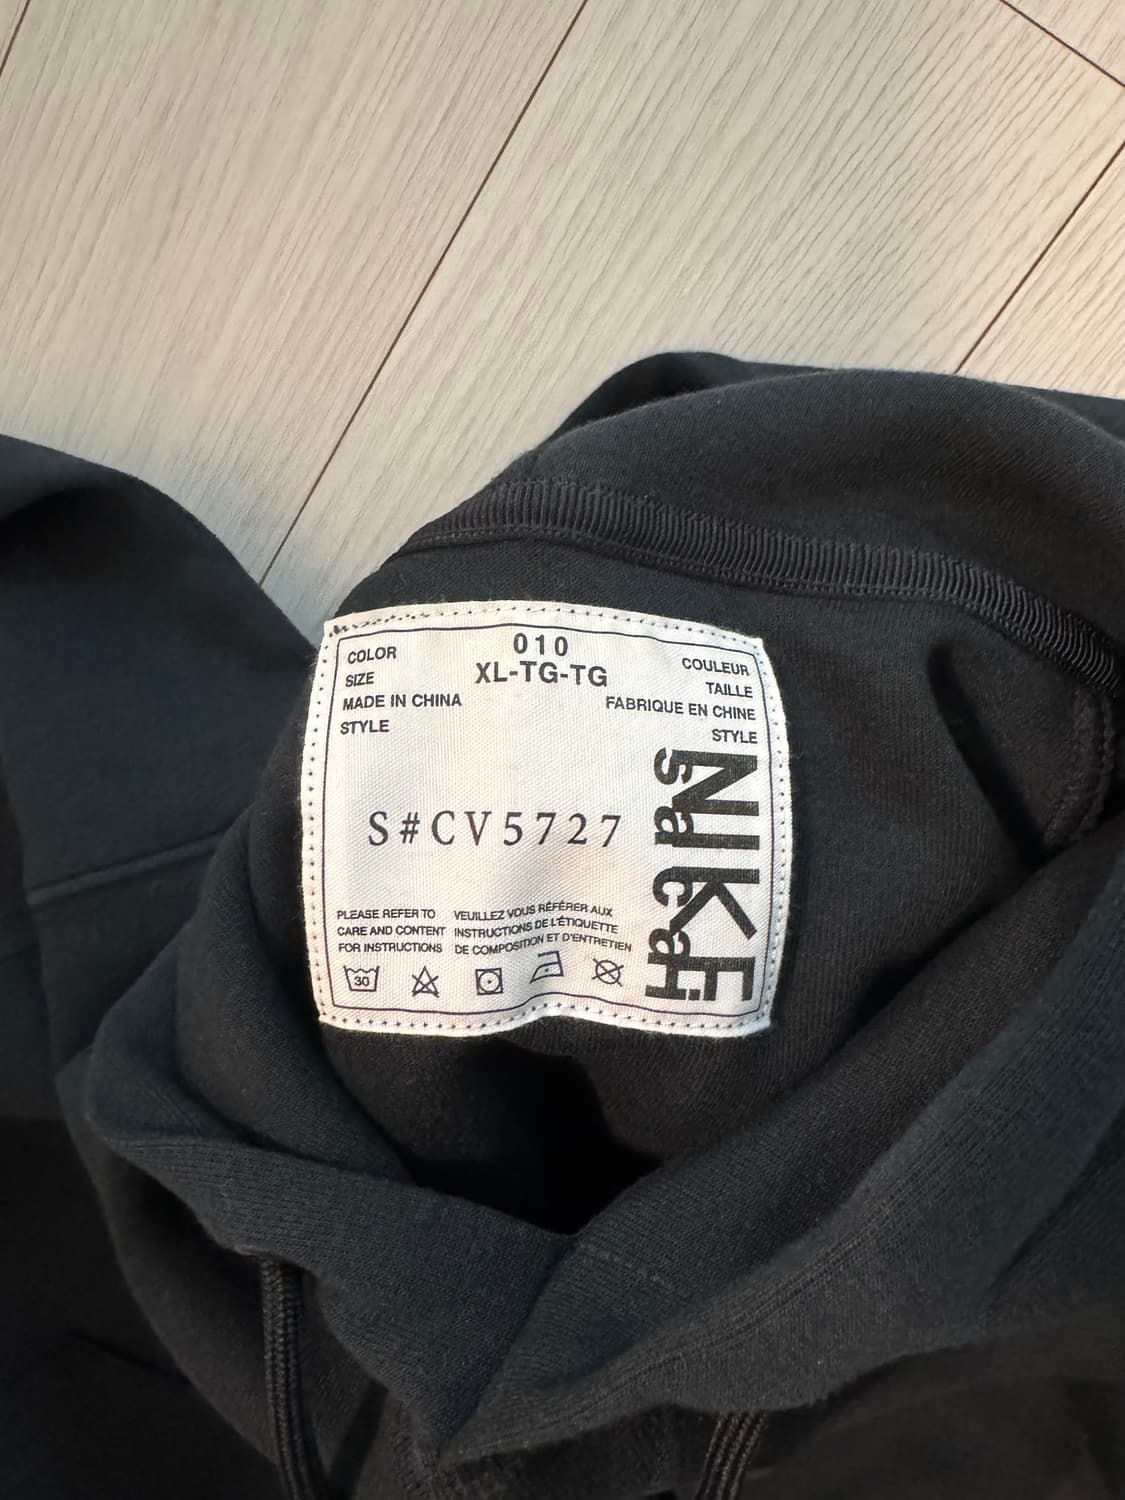 COLOR 010 COULEUR
SIZE XL-TG-TG TAILLE
MADE IN CHINA FABRIQUE EN CHINE
STYLE STYLE
S#CV5727
NIKE
sacai
PLEASE REFER TO
CARE AND CONTENT
FOR INSTRUCTIONS
VEUILLEZ VOUS RÉFÉRER AUX
INSTRUCTIONS DE L'ÉTIQUETTE
DE COMPOSITION ET D'ENTRETIEN
30